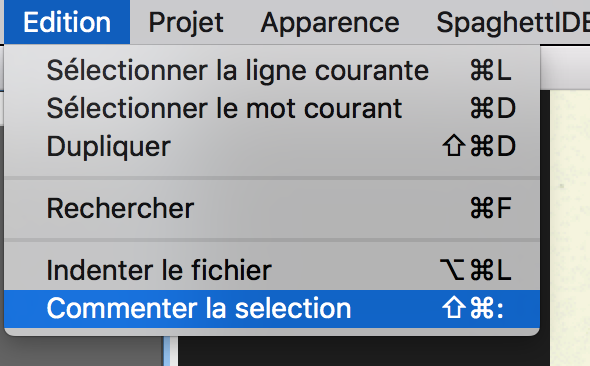 Edition Projet Apparence SpaghettIDE
Sélectionner la ligne courante ⌘L
Sélectionner le mot courant ⌘D
Dupliquer ⇧⌘D
Rechercher ⌘F
Indenter le fichier ⌥⌘L
Commenter la selection ⇧⌘: